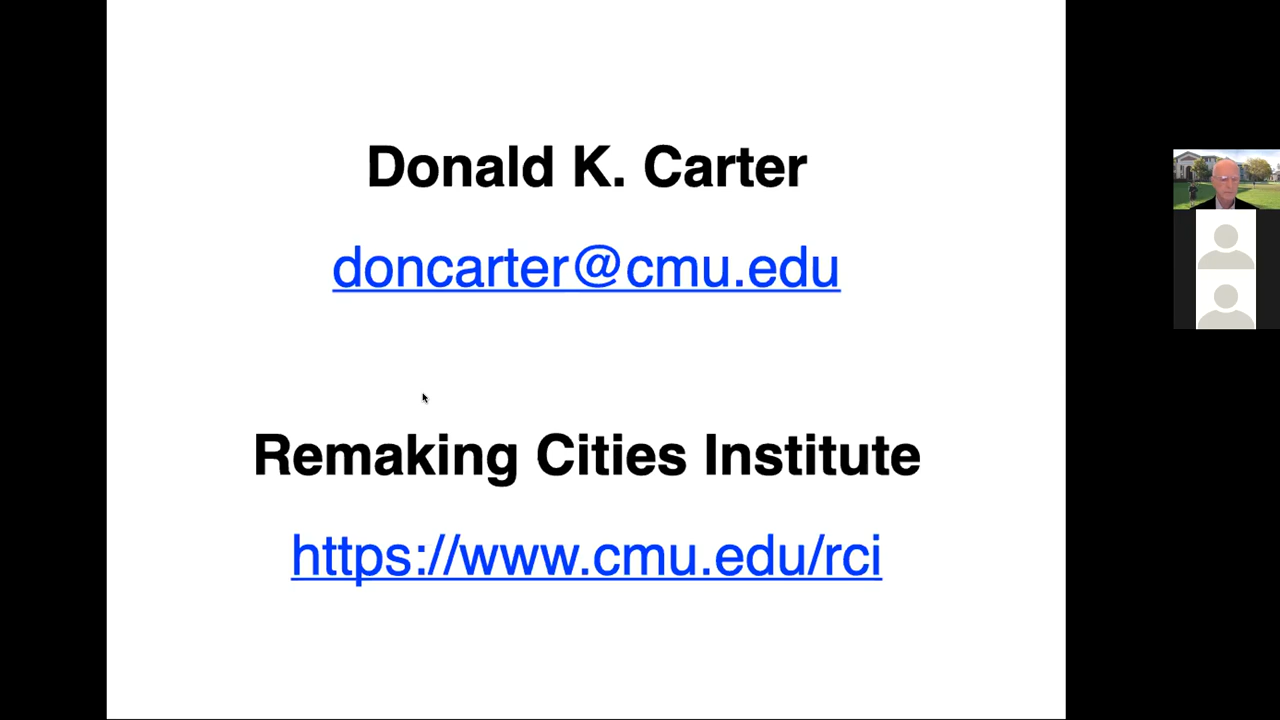 Donald K. Carter
doncarter@cmu.edu
Remaking Cities Institute
https://www.cmu.edu/rci